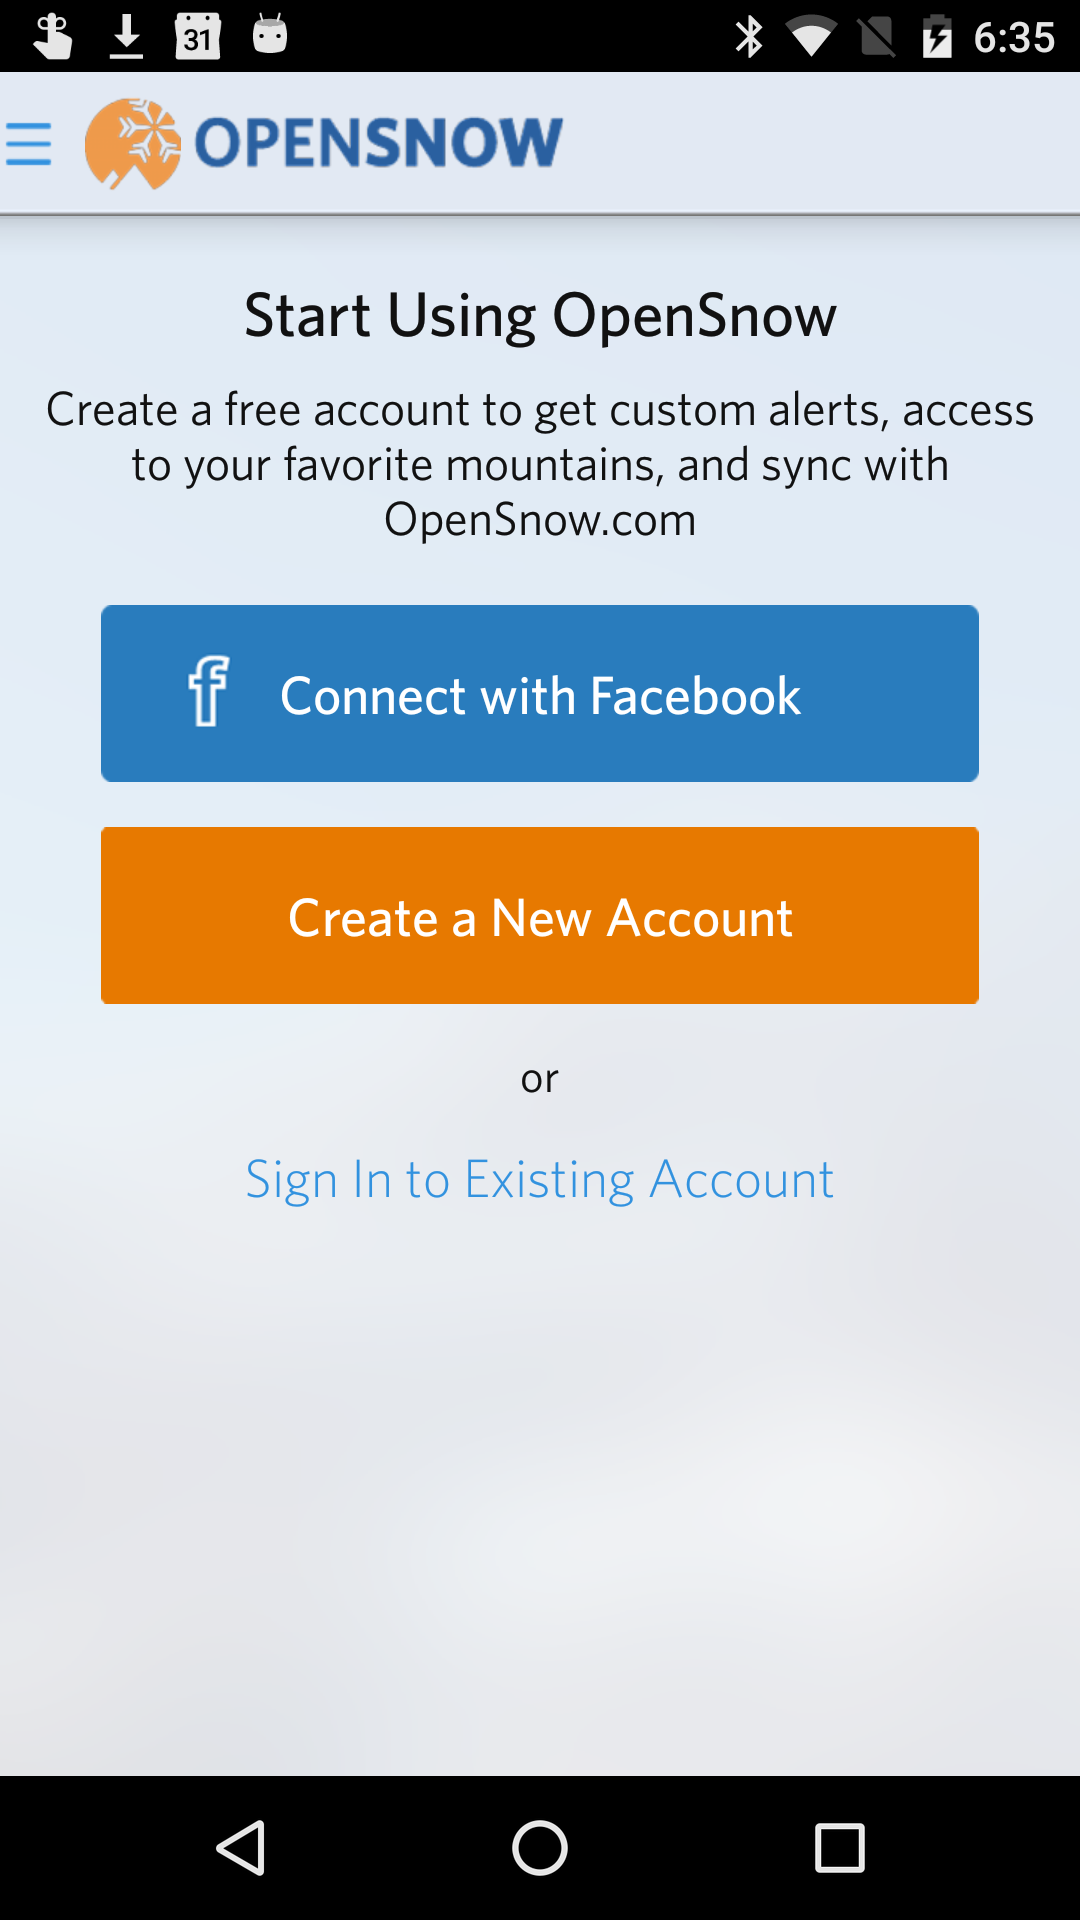 31
6:35
OPENSNOW
Start Using OpenSnow
Create a free account to get custom alerts, access
to your favorite mountains, and sync with
OpenSnow.com
f Connect with Facebook
Create a New Account
or
Sign In to Existing Account